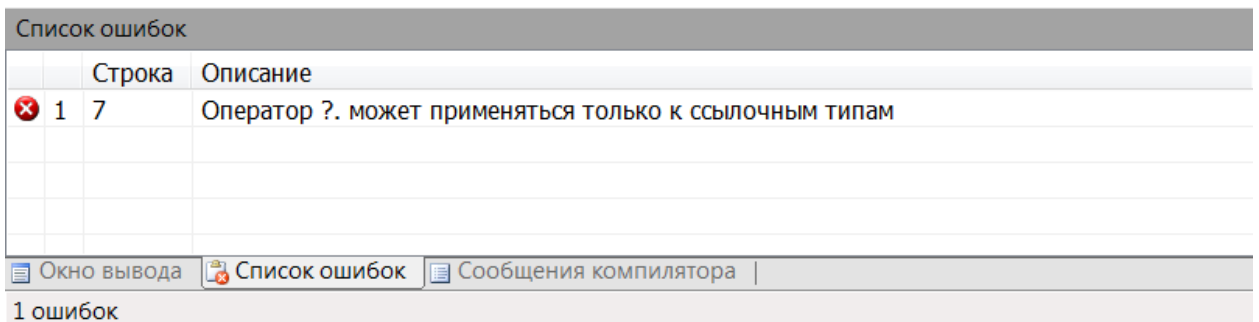 Список ошибок
Строка Описание
1 7 Оператор ?. может применяться только к ссылочным типам
Окно вывода Список ошибок Сообщения компилятора
1 ошибок